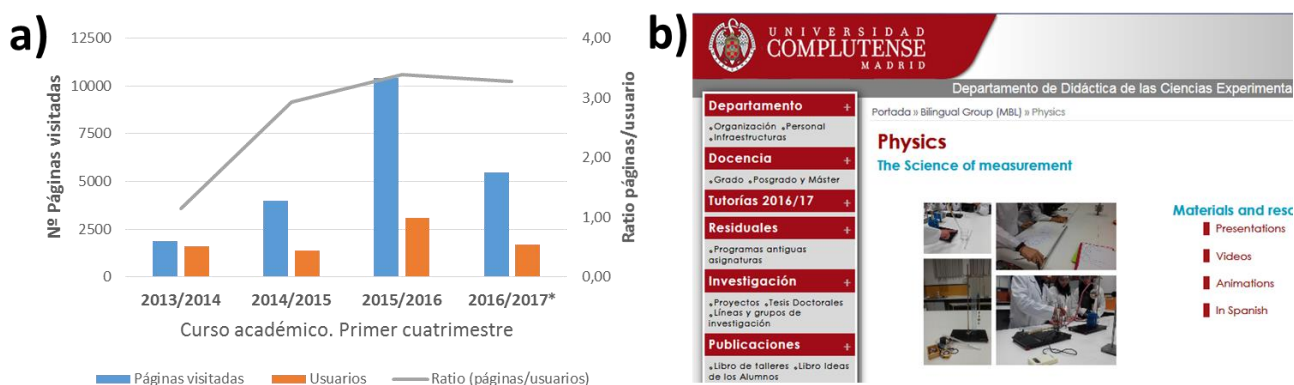 a)
12500
10000
7500
5000
2500
0
Nº Páginas visitadas
4,00
3,00
2,00
1,00
0,00
Ratio páginas/usuario
2013/2014 2014/2015 2015/2016 2016/2017*
Curso académico. Primer cuatrimestre
Páginas visitadas Usuarios Ratio (páginas/usuarios)
b)
UNIVERSIDAD
COMPLUTENSE
MADRID
Departamento de Didáctica de las Ciencias Experimenta
Departamento +
Organización Personal
Infraestructuras
Docencia +
Grado Posgrado y Máster
Tutorías 2016/17 +
Residuales +
Programas antiguas
asignaturas
Investigación +
Proyectos Tesis Doctorales
Líneas y grupos de
investigación
Publicaciones +
Libro de talleres Libro Ideas
de los Alumnos
Portada » Bilingual Group (MBL) » Physics
Physics
The Science of measurement
Materials and reso
Presentations
Videos
Animations
In Spanish